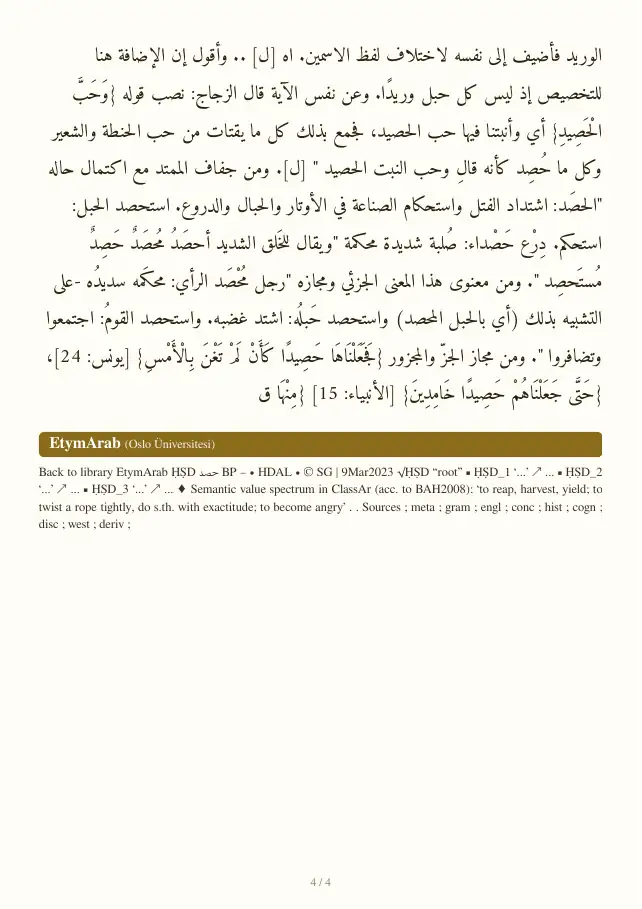 الوريد فأضيف إلى نفسه لاختلاف لفظ الاسمين. اه [ل] .. وأقول إن الإضافة هنا
للتخصيص إذ ليس كل حبل وريدًا. وعن نفس الآية قال الزجاج: نصب قوله {وَحَبَّ
الْحَصِيدِ} أي وأنبتنا فيها حب الحصيد، فجمع بذلك كل ما يقتات من حب الحنطة والشعير
وكل ما حُصِد كأنه قال وحب النبت الحصيد " [ل]. ومن جفاف الممتد مع اكتمال حاله
"الحصَد: اشتداد الفتل واستحكام الصناعة في الأوتار والحبال والدروع. استحصد الحبل:
استحكم. دِرْع حَصْداء: صُلبة شديدة محكمة "ويقال للخَلق الشديد أحصَدُ مُحصَدٌ حَصِدٌ
مُستَحصِد ". ومن معنوى هذا المعنى الجزئي ومجازه "رجل مُحْصَد الرأي: محكَمه سديدُه -على
التشبيه بذلك (أي بالحبل المحصد) واستحصد حَبلُه: اشتد غضبه. واستحصد القومُ: اجتمعوا
وتضافروا ". ومن مجاز الجزّ والمجزور {فَجَعَلْنَاهَا حَصِيدًا كَأَنْ لَمْ تَغْنَ بِالْأَمْسِ} [يونس: 24]،
{حَتَّى جَعَلْنَاهُمْ حَصِيدًا خَامِدِينَ} [الأنبياء: 15] {مِنْهَا ق
EtymArab (Oslo Üniversitesi)
Back to library EtymArab ḤṢD حصد BP – • HDAL • © SG | 9Mar2023 √ḤṢD “root” ▪ ḤṢD_1 ‘...’ ↗ ... ▪ ḤṢD_2
‘...’ ↗ ... ▪ ḤṢD_3 ‘...’ ↗ ... ♦ Semantic value spectrum in ClassAr (acc. to BAH2008): ‘to reap, harvest, yield; to
twist a rope tightly, do s.th. with exactitude; to become angry’ . . Sources ; meta ; gram ; engl ; conc ; hist ; cogn ;
disc ; west ; deriv ;
4 / 4